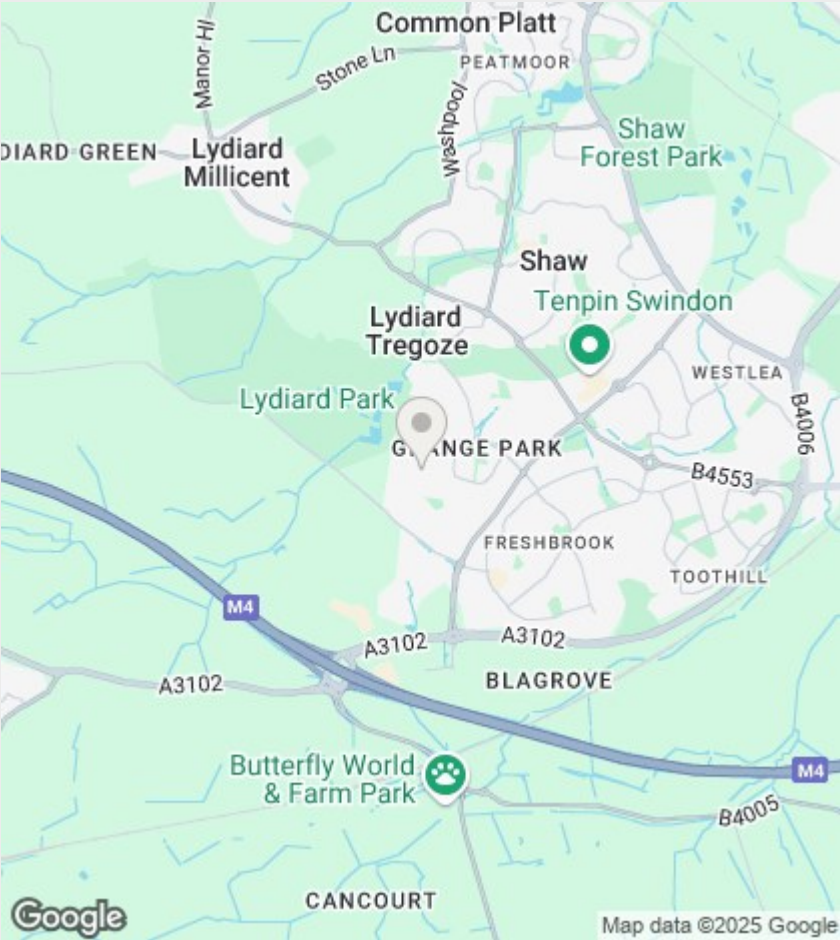 Common Platt
PEATMOOR
Manor Hl
Stone Ln
Washpool
Shaw
Forest Park
DIARD GREEN
Lydiard
Millicent
Shaw
Tenpin Swindon
Lydiard
Tregoze
WESTLEA
Lydiard Park
B4006
GRANGE PARK
B4553
FRESHBROOK
TOOTHILL
M4
A3102
A3102
BLAGROVE
A3102
Butterfly World
& Farm Park
M4
B4005
CANCOURT
Google
Map data ©2025 Google